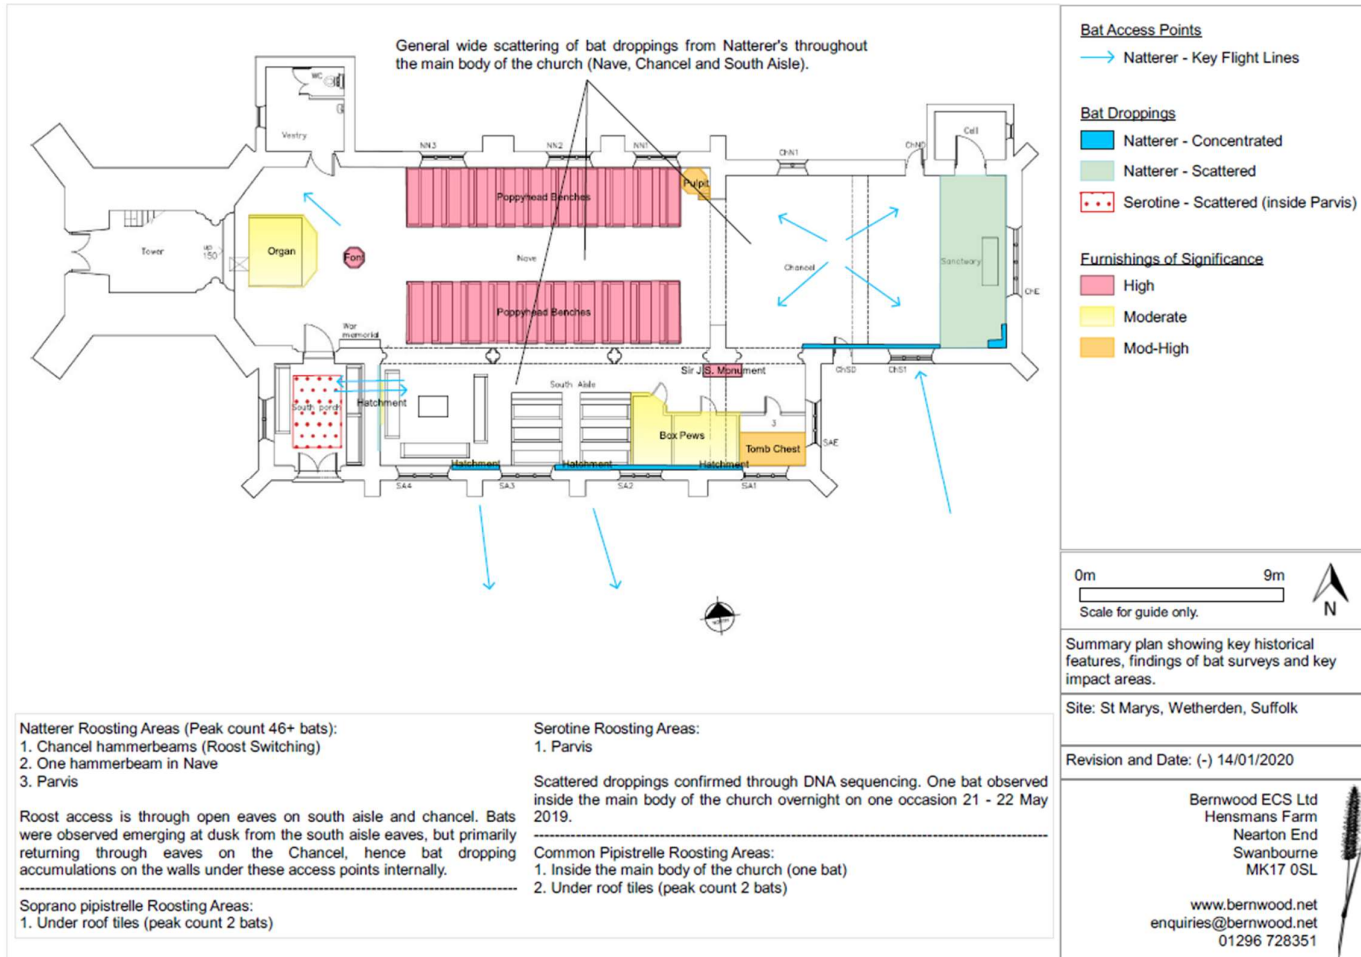 General wide scattering of bat droppings from Natterer's throughout
the main body of the church (Nave, Chancel and South Aisle).
WC
Vestry
Cell
NN3
NN2
NN1
ChN1
ChN0
Poppyhead Benches
Pulpit
Tower
150
Organ
Font
Nave
Chancel
Sanctuary
ChE
Poppyhead Benches
War
memorial
ChS0
ChS1
Sir J.S. Monument
South porch
Hatchment
South Aisle
Box Pews
3
Tomb Chest
SAE
Hatchment
Hatchment
Hatchment
SA4
SA3
SA2
SA1
Natterer Roosting Areas (Peak count 46+ bats):
1. Chancel hammerbeams (Roost Switching)
2. One hammerbeam in Nave
3. Parvis
Roost access is through open eaves on south aisle and chancel. Bats
were observed emerging at dusk from the south aisle eaves, but primarily
returning through eaves on the Chancel, hence bat dropping
accumulations on the walls under these access points internally.
Soprano pipistrelle Roosting Areas:
1. Under roof tiles (peak count 2 bats)
Serotine Roosting Areas:
1. Parvis
Scattered droppings confirmed through DNA sequencing. One bat observed
inside the main body of the church overnight on one occasion 21 - 22 May
2019.
Common Pipistrelle Roosting Areas:
1. Inside the main body of the church (one bat)
2. Under roof tiles (peak count 2 bats)
Bat Access Points
Natterer - Key Flight Lines
Bat Droppings
Natterer - Concentrated
Natterer - Scattered
Serotine - Scattered (inside Parvis)
Furnishings of Significance
High
Moderate
Mod-High
0m 9m
Scale for guide only.
N
Summary plan showing key historical
features, findings of bat surveys and key
impact areas.
Site: St Marys, Wetherden, Suffolk
Revision and Date: (-) 14/01/2020
Bernwood ECS Ltd
Hensmans Farm
Nearton End
Swanbourne
MK17 0SL
www.bernwood.net
enquiries@bernwood.net
01296 728351